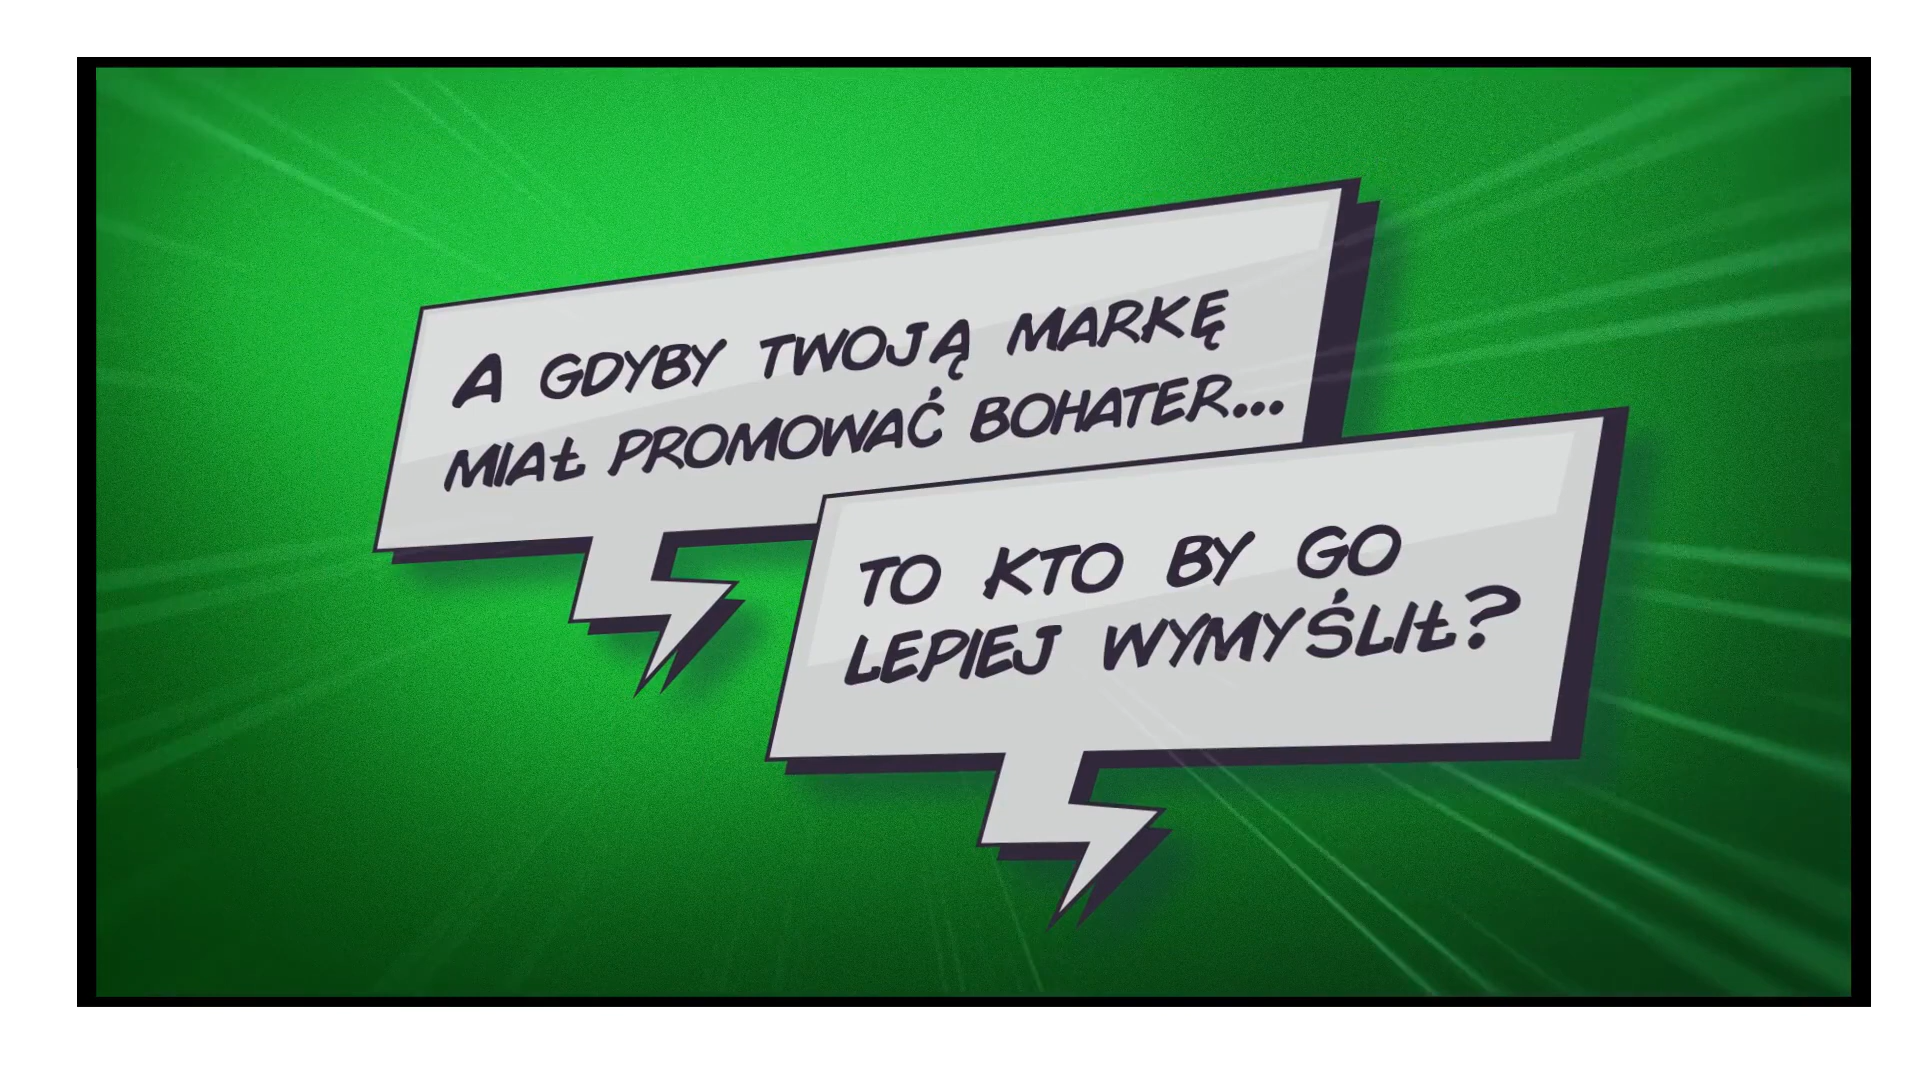 A GDYBY TWOJĄ MARKĘ
MIAŁ PROMOWAĆ BOHATER...
TO KTO BY GO
LEPIEJ WYMYŚLIŁ?